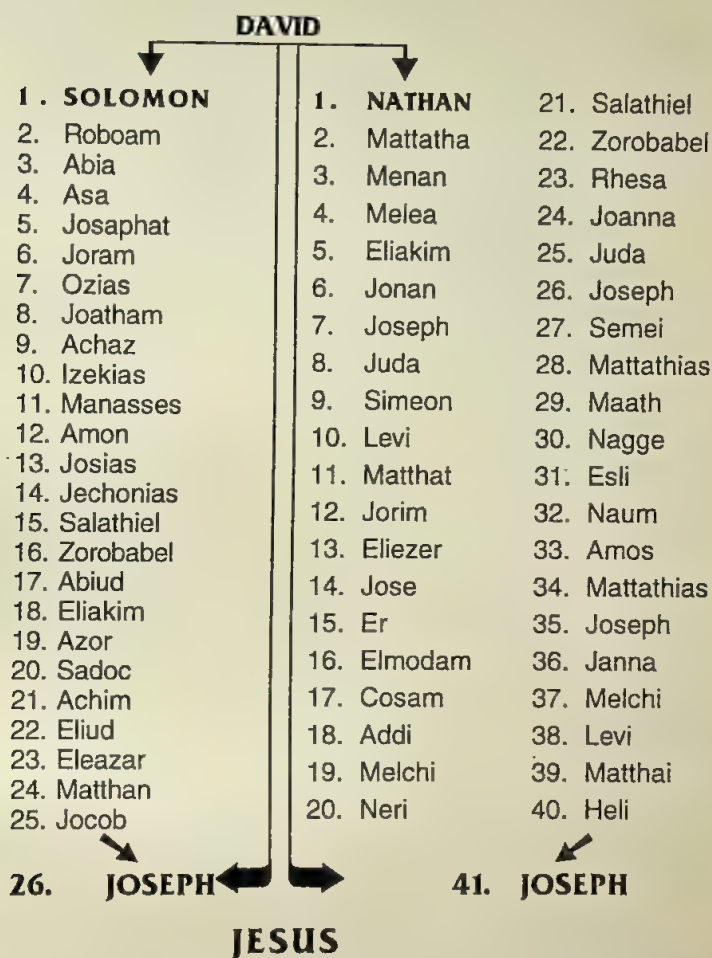 DAVID
1. SOLOMON
2. Roboam
3. Abia
4. Asa
5. Josaphat
6. Joram
7. Ozias
8. Joatham
9. Achaz
10. Izekias
11. Manasses
12. Amon
13. Josias
14. Jechonias
15. Salathiel
16. Zorobabel
17. Abiud
18. Eliakim
19. Azor
20. Sadoc
21. Achim
22. Eliud
23. Eleazar
24. Matthan
25. Jocob
26. JOSEPH
1. NATHAN
2. Mattatha
3. Menan
4. Melea
5. Eliakim
6. Jonan
7. Joseph
8. Juda
9. Simeon
10. Levi
11. Matthat
12. Jorim
13. Eliezer
14. Jose
15. Er
16. Elmodam
17. Cosam
18. Addi
19. Melchi
20. Neri
21. Salathiel
22. Zorobabel
23. Rhesa
24. Joanna
25. Juda
26. Joseph
27. Semei
28. Mattathias
29. Maath
30. Nagge
31. Esli
32. Naum
33. Amos
34. Mattathias
35. Joseph
36. Janna
37. Melchi
38. Levi
39. Matthai
40. Heli
41. JOSEPH
JESUS